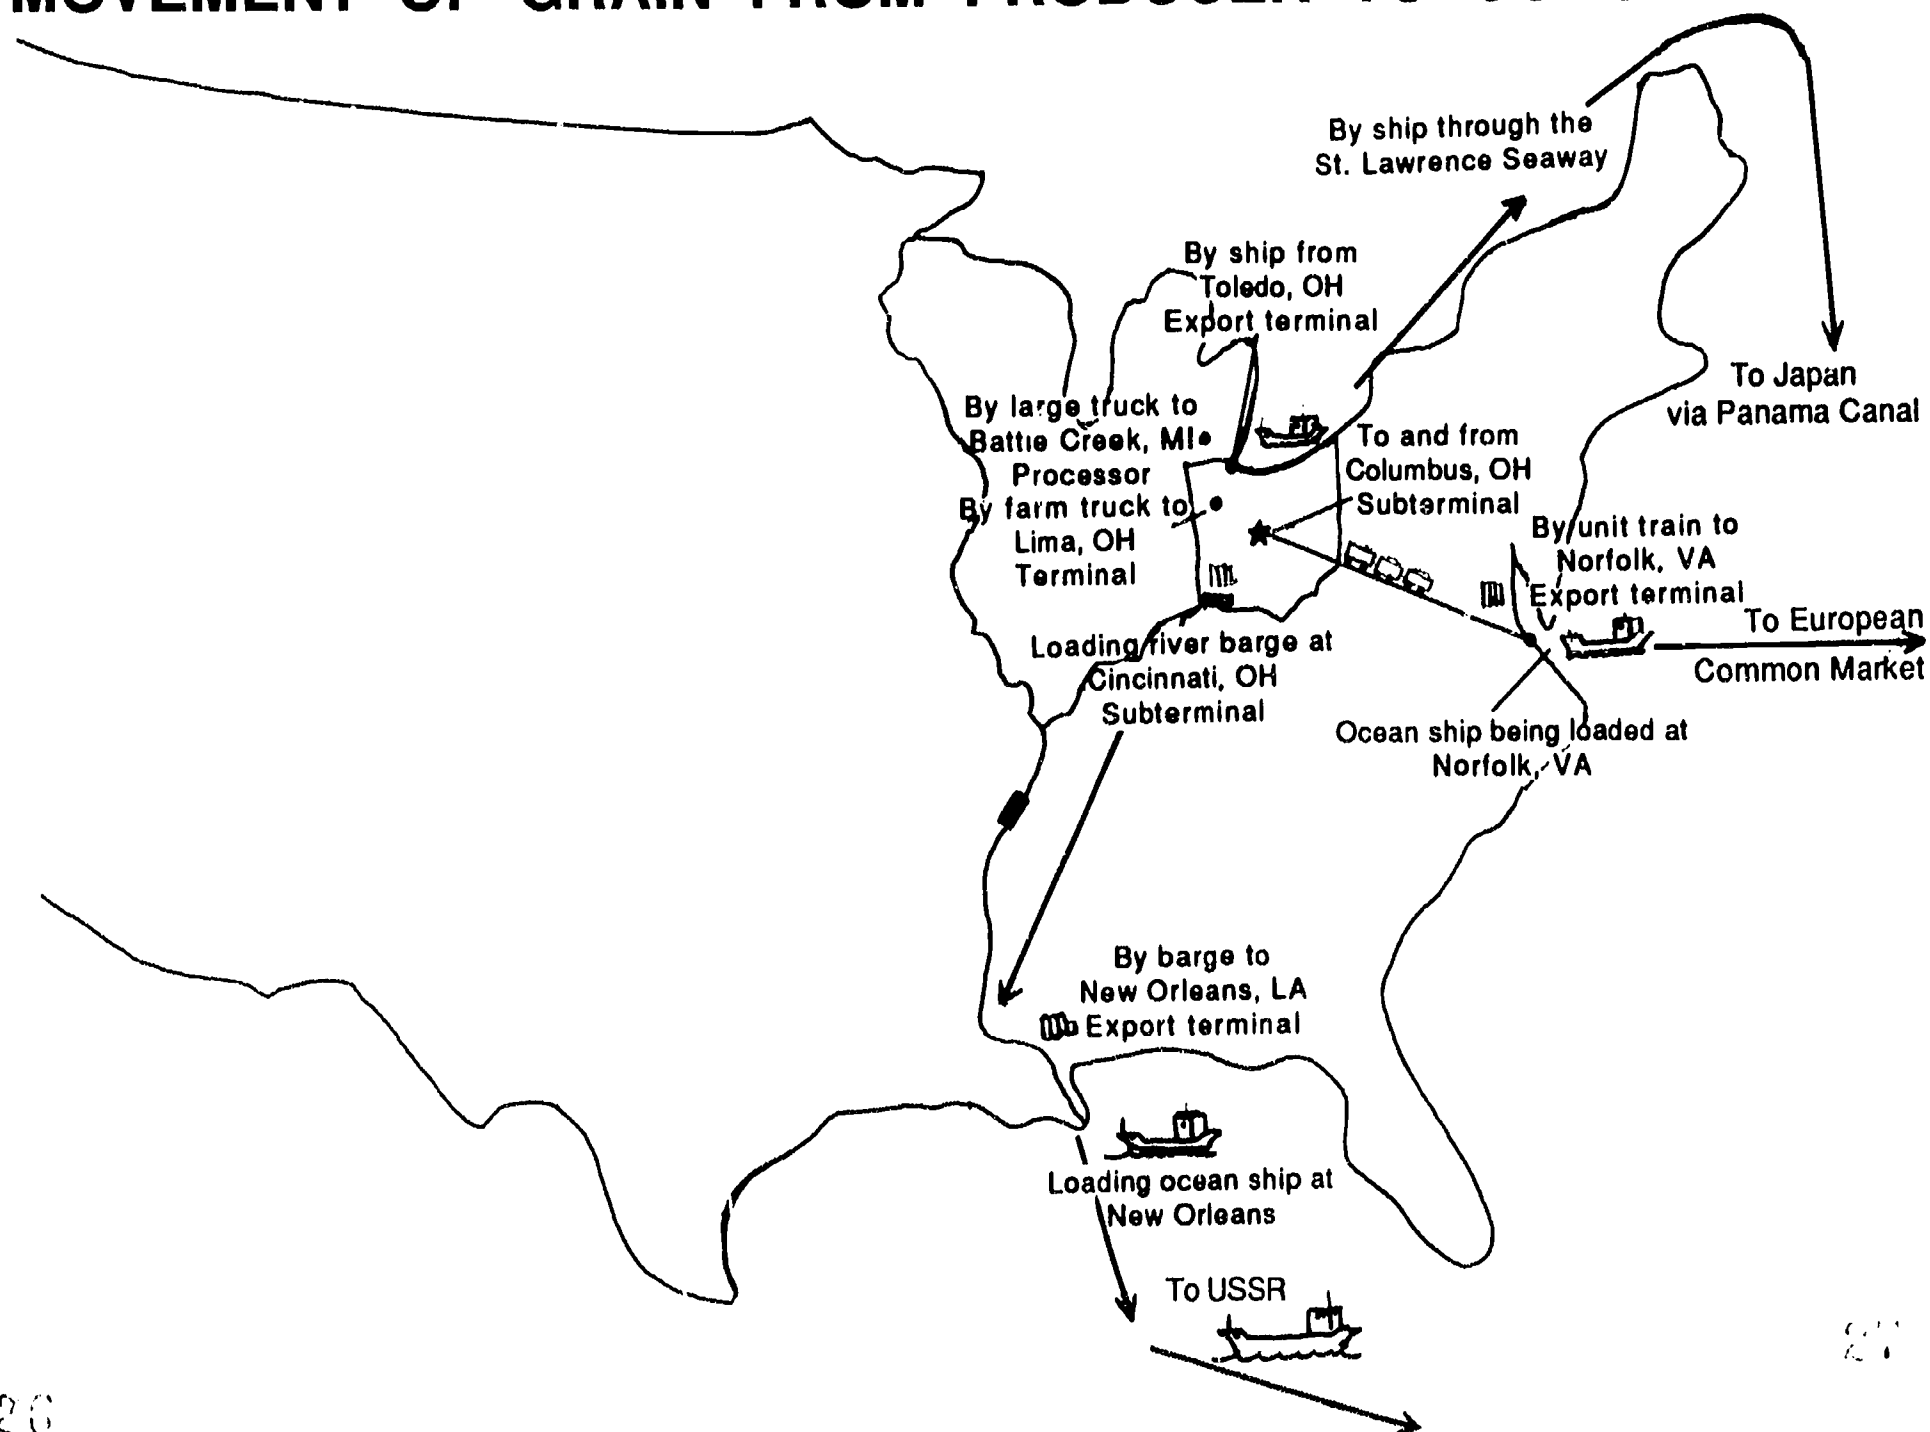 MOVEMENT OF GRAIN FROM PRODUCER TO
By ship through the
St. Lawrence Seaway
By ship from
Toledo, OH
Export terminal
To Japan
via Panama Canal
By large truck to
Battle Creek, MI
Processor
To and from
Columbus, OH
Subterminal
By farm truck to
Lima, OH
Terminal
By unit train to
Norfolk, VA
Export terminal
To European
Common Market
Loading river barge at
Cincinnati, OH
Subterminal
Ocean ship being loaded at
Norfolk, VA
By barge to
New Orleans, LA
Export terminal
Loading ocean ship at
New Orleans
To USSR
26